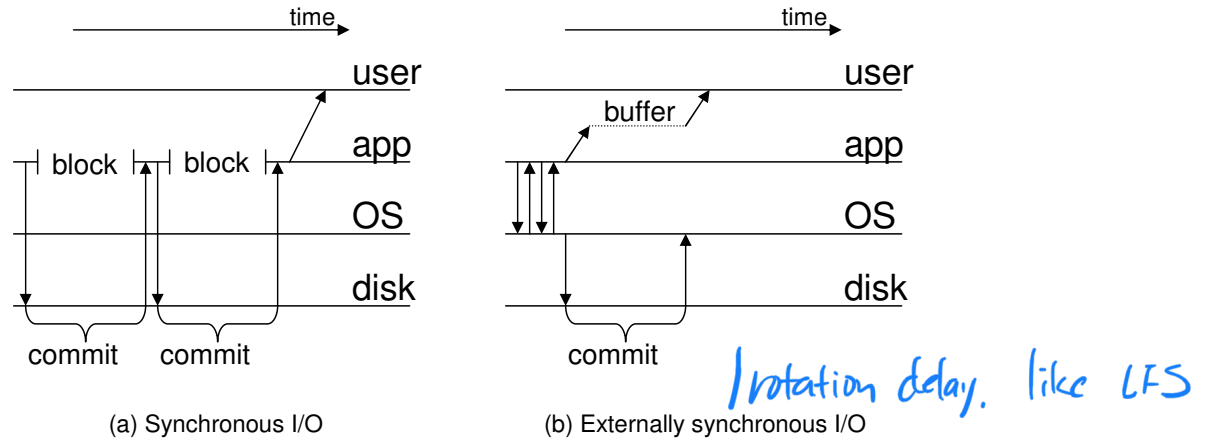 time
user
app
block
block
OS
disk
commit
commit
(a) Synchronous I/O
time
user
buffer
app
OS
disk
commit
1 rotation delay. like LFS
(b) Externally synchronous I/O